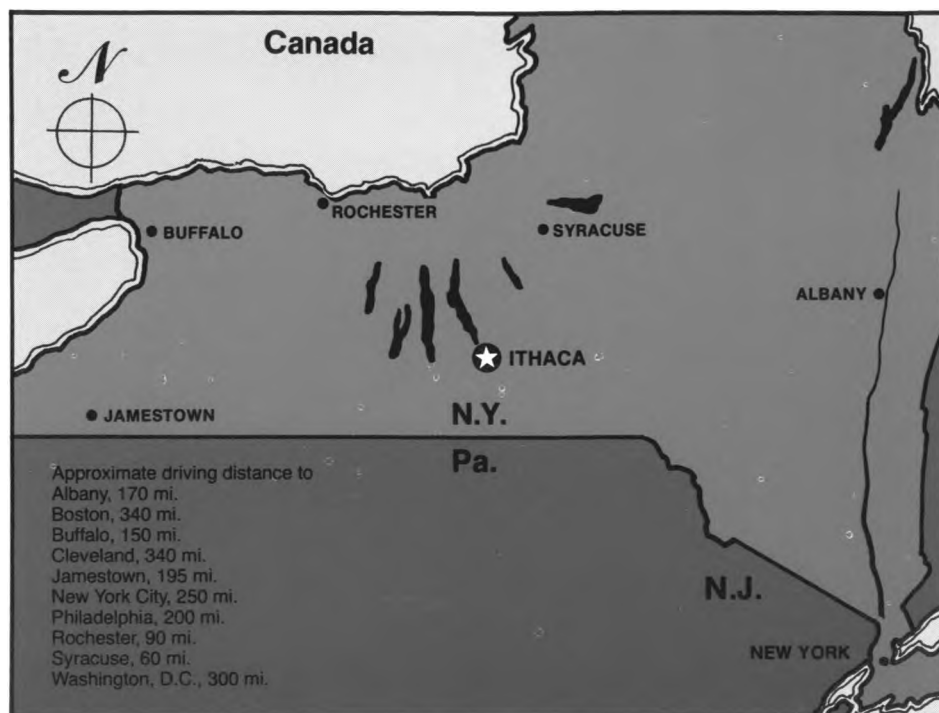 Canada
N
ROCHESTER
BUFFALO
SYRACUSE
ALBANY
ITHACA
JAMESTOWN
N.Y.
Pa.
Approximate driving distance to
Albany, 170 mi.
Boston, 340 mi.
Buffalo, 150 mi.
Cleveland, 340 mi.
Jamestown, 195 mi.
New York City, 250 mi.
Philadelphia, 200 mi.
Rochester, 90 mi.
Syracuse, 60 mi.
Washington, D.C., 300 mi.
N.J.
NEW YORK